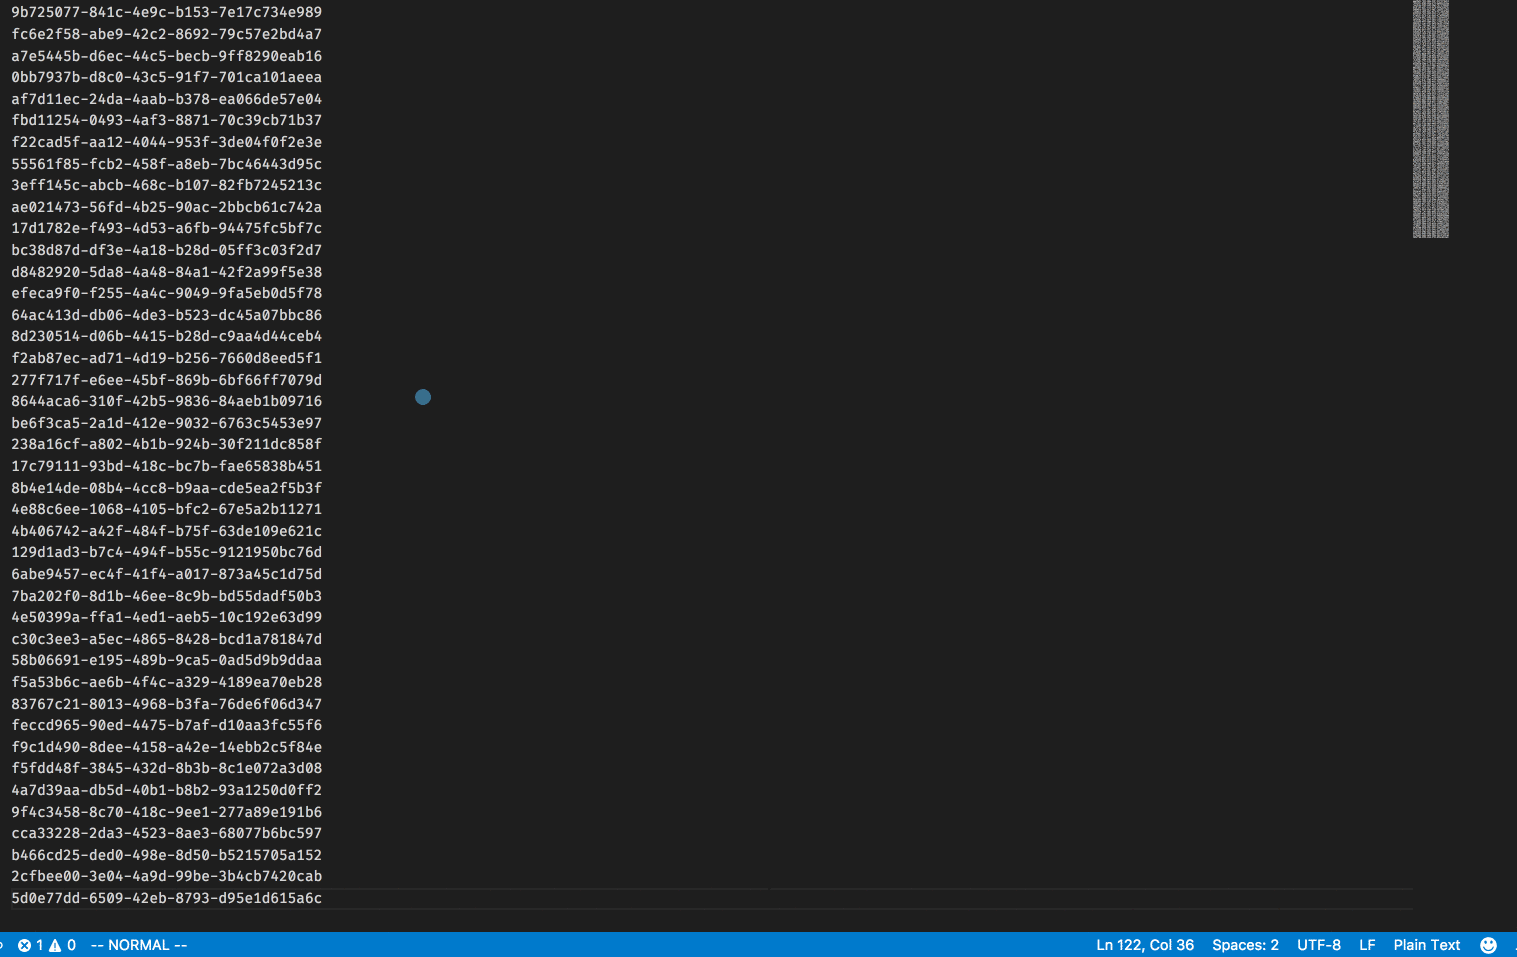 9b725077-841c-4e9c-b153-7e17c734e989
fc6e2f58-abe9-42c2-8692-79c57e2bd4a7
a7e5445b-d6ec-44c5-becb-9ff8290eab16
0bb7937b-d8c0-43c5-91f7-701ca101aeea
af7d11ec-24da-4aab-b378-ea066de57e04
fbd11254-0493-4af3-8871-70c39cb71b37
f22cad5f-aa12-4044-953f-3de04f0f2e3e
55561f85-fcb2-458f-a8eb-7bc46443d95c
3eff145c-abcb-468c-b107-82fb7245213c
ae021473-56fd-4b25-90ac-2bbcb61c742a
17d1782e-f493-4d53-a6fb-94475fc5bf7c
bc38d87d-df3e-4a18-b28d-05ff3c03f2d7
d8482920-5da8-4a48-84a1-42f2a99f5e38
efeca9f0-f255-4a4c-9049-9fa5eb0d5f78
64ac413d-db06-4de3-b523-dc45a07bbc86
8d230514-d06b-4415-b28d-c9aa4d44ceb4
f2ab87ec-ad71-4d19-b256-7660d8eed5f1
277f717f-e6ee-45bf-869b-6bf66ff7079d
8644aca6-310f-42b5-9836-84aeb1b09716
be6f3ca5-2a1d-412e-9032-6763c5453e97
238a16cf-a802-4b1b-924b-30f211dc858f
17c79111-93bd-418c-bc7b-fae65838b451
8b4e14de-08b4-4cc8-b9aa-cde5ea2f5b3f
4e88c6ee-1068-4105-bfc2-67e5a2b11271
4b406742-a42f-484f-b75f-63de109e621c
129d1ad3-b7c4-494f-b55c-9121950bc76d
6abe9457-ec4f-41f4-a017-873a45c1d75d
7ba202f0-8d1b-46ee-8c9b-bd55dadf50b3
4e50399a-ffa1-4ed1-aeb5-10c192e63d99
c30c3ee3-a5ec-4865-8428-bcd1a781847d
58b06691-e195-489b-9ca5-0ad5d9b9ddaa
f5a53b6c-ae6b-4f4c-a329-4189ea70eb28
83767c21-8013-4968-b3fa-76de6f06d347
feccd965-90ed-4475-b7af-d10aa3fc55f6
f9c1d490-8dee-4158-a42e-14ebb2c5f84e
f5fdd48f-3845-432d-8b3b-8c1e072a3d08
4a7d39aa-db5d-40b1-b8b2-93a1250d0ff2
9f4c3458-8c70-418c-9ee1-277a89e191b6
cca33228-2da3-4523-8ae3-68077b6bc597
b466cd25-ded0-498e-8d50-b5215705a152
2cfbee00-3e04-4a9d-99be-3b4cb7420cab
5d0e77dd-6509-42eb-8793-d95e1d615a6c
1 0 -- NORMAL -- Ln 122, Col 36 Spaces: 2 UTF-8 LF Plain Text